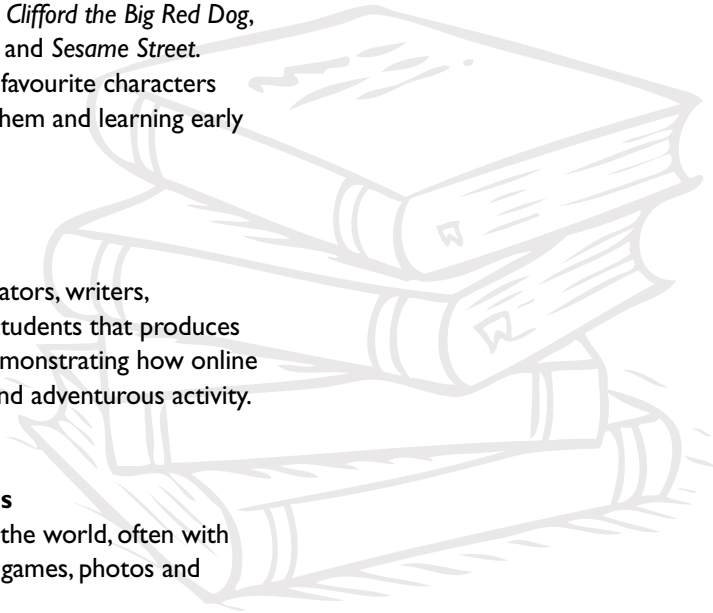 Clifford the Big Red Dog,
and Sesame Street.
favourite characters
hem and learning early
ators, writers,
tudents that produces
monstrating how online
nd adventurous activity.
s
the world, often with
games, photos and